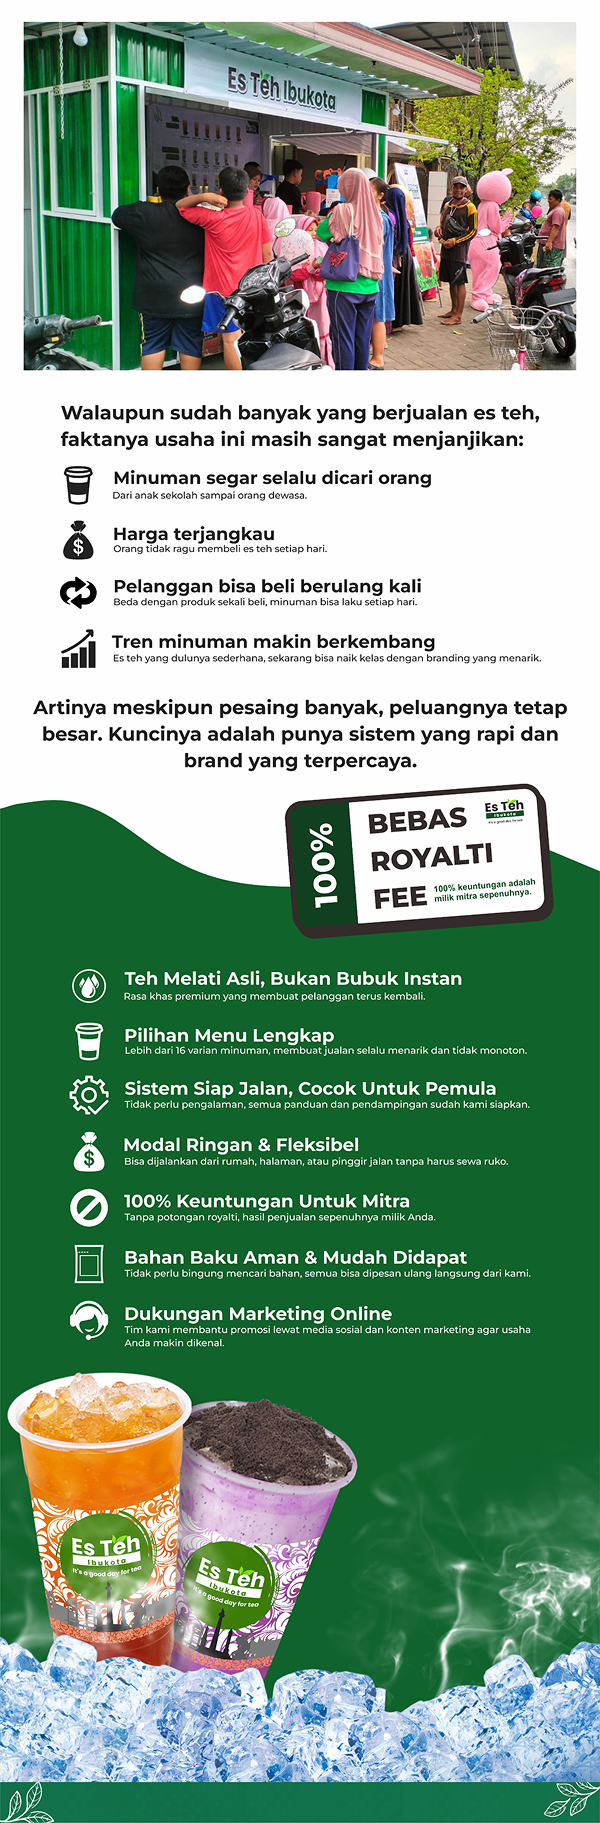 Es Teh Ibukota
Walaupun sudah banyak yang berjualan es teh,
faktanya usaha ini masih sangat menjanjikan:
Minuman segar selalu dicari orang
Dari anak sekolah sampai orang dewasa.
Harga terjangkau
Orang tidak ragu membeli es teh setiap hari.
Pelanggan bisa beli berulang kali
Beda dengan produk sekali beli, minuman bisa laku setiap hari.
Tren minuman makin berkembang
Es teh yang dulunya sederhana, sekarang bisa naik kelas dengan branding yang menarik.
Artinya meskipun pesaing banyak, peluangnya tetap
besar. Kuncinya adalah punya sistem yang rapi dan
brand yang terpercaya.
100%
BEBAS
ROYALTI
FEE
100% keuntungan adalah
milik mitra sepenuhnya.
Es Teh
Ibukota
It's a good day for tea
Teh Melati Asli, Bukan Bubuk Instan
Rasa khas premium yang membuat pelanggan terus kembali.
Pilihan Menu Lengkap
Lebih dari 16 varian minuman, membuat jualan selalu menarik dan tidak monoton.
Sistem Siap Jalan, Cocok Untuk Pemula
Tidak perlu pengalaman, semua panduan dan pendampingan sudah kami siapkan.
Modal Ringan & Fleksibel
Bisa dijalankan dari rumah, halaman, atau pinggir jalan tanpa harus sewa ruko.
100% Keuntungan Untuk Mitra
Tanpa potongan royalti, hasil penjualan sepenuhnya milik Anda.
Bahan Baku Aman & Mudah Didapat
Tidak perlu bingung mencari bahan, semua bisa dipesan ulang langsung dari kami.
Dukungan Marketing Online
Tim kami membantu promosi lewat media sosial dan konten marketing agar usaha
Anda makin dikenal.
Es Teh
Ibukota
It's a good day for tea
Es Teh
Ibukota
It's a good day for tea